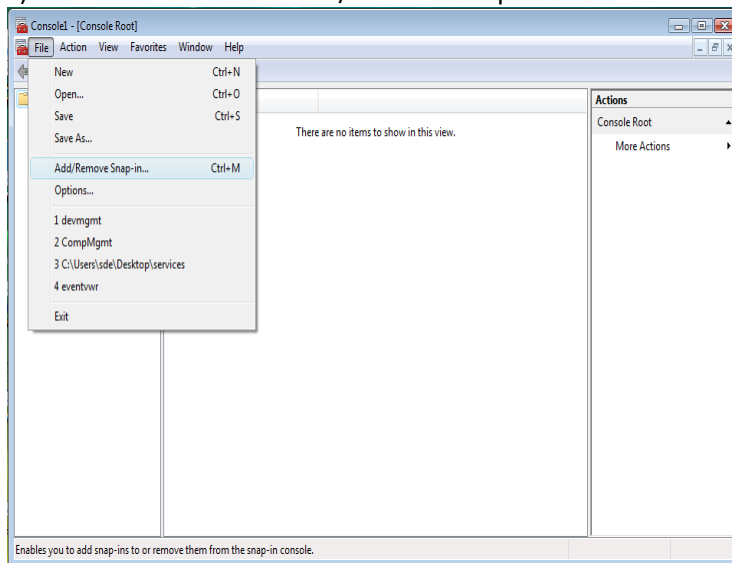 Console1 - [Console Root]
File Action View Favorites Window Help
New Ctrl+N
Open... Ctrl+O
Save Ctrl+S
Save As...
Add/Remove Snap-in... Ctrl+M
Options...
1 devmgmt
2 CompMgmt
3 C:\Users\sde\Desktop\services
4 eventvwr
Exit
There are no items to show in this view.
Actions
Console Root
More Actions
Enables you to add snap-ins to or remove them from the snap-in console.